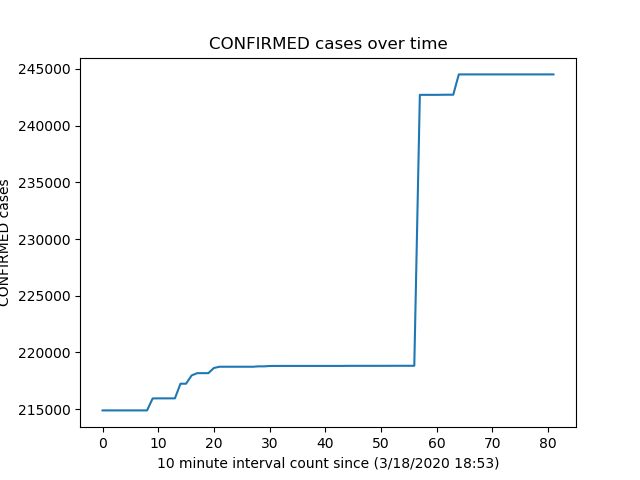 CONFIRMED cases over time
245000
240000
235000
230000
225000
220000
215000
CONFIRMED cases
0 10 20 30 40 50 60 70 80
10 minute interval count since (3/18/2020 18:53)